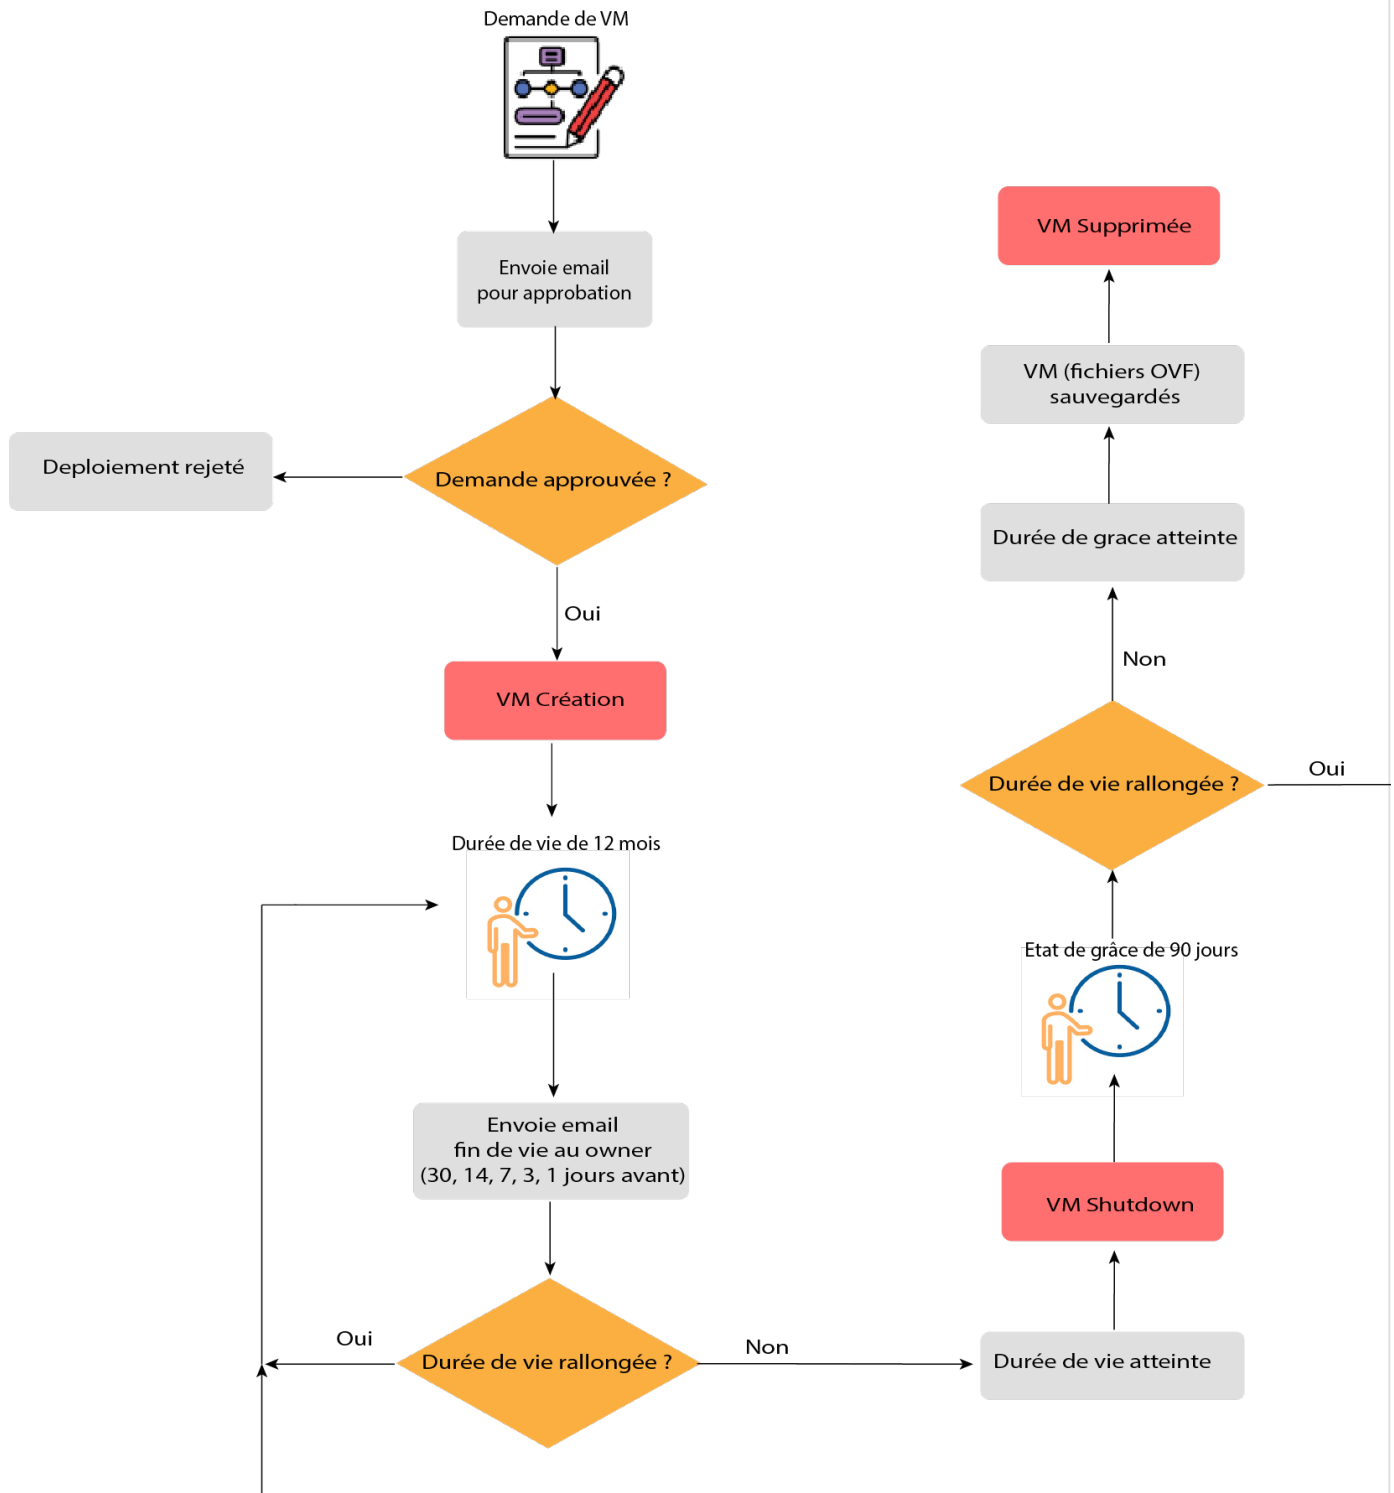 Demande de VM
Envoie email
pour approbation
Demande approuvée ?
Deploiement rejeté
Oui
VM Création
Durée de vie de 12 mois
Envoie email
fin de vie au owner
(30, 14, 7, 3, 1 jours avant)
Durée de vie rallongée ?
Oui
Non
Durée de vie atteinte
VM Shutdown
Etat de grâce de 90 jours
Durée de vie rallongée ?
Oui
Non
Durée de grace atteinte
VM (fichiers OVF)
sauvegardés
VM Supprimée